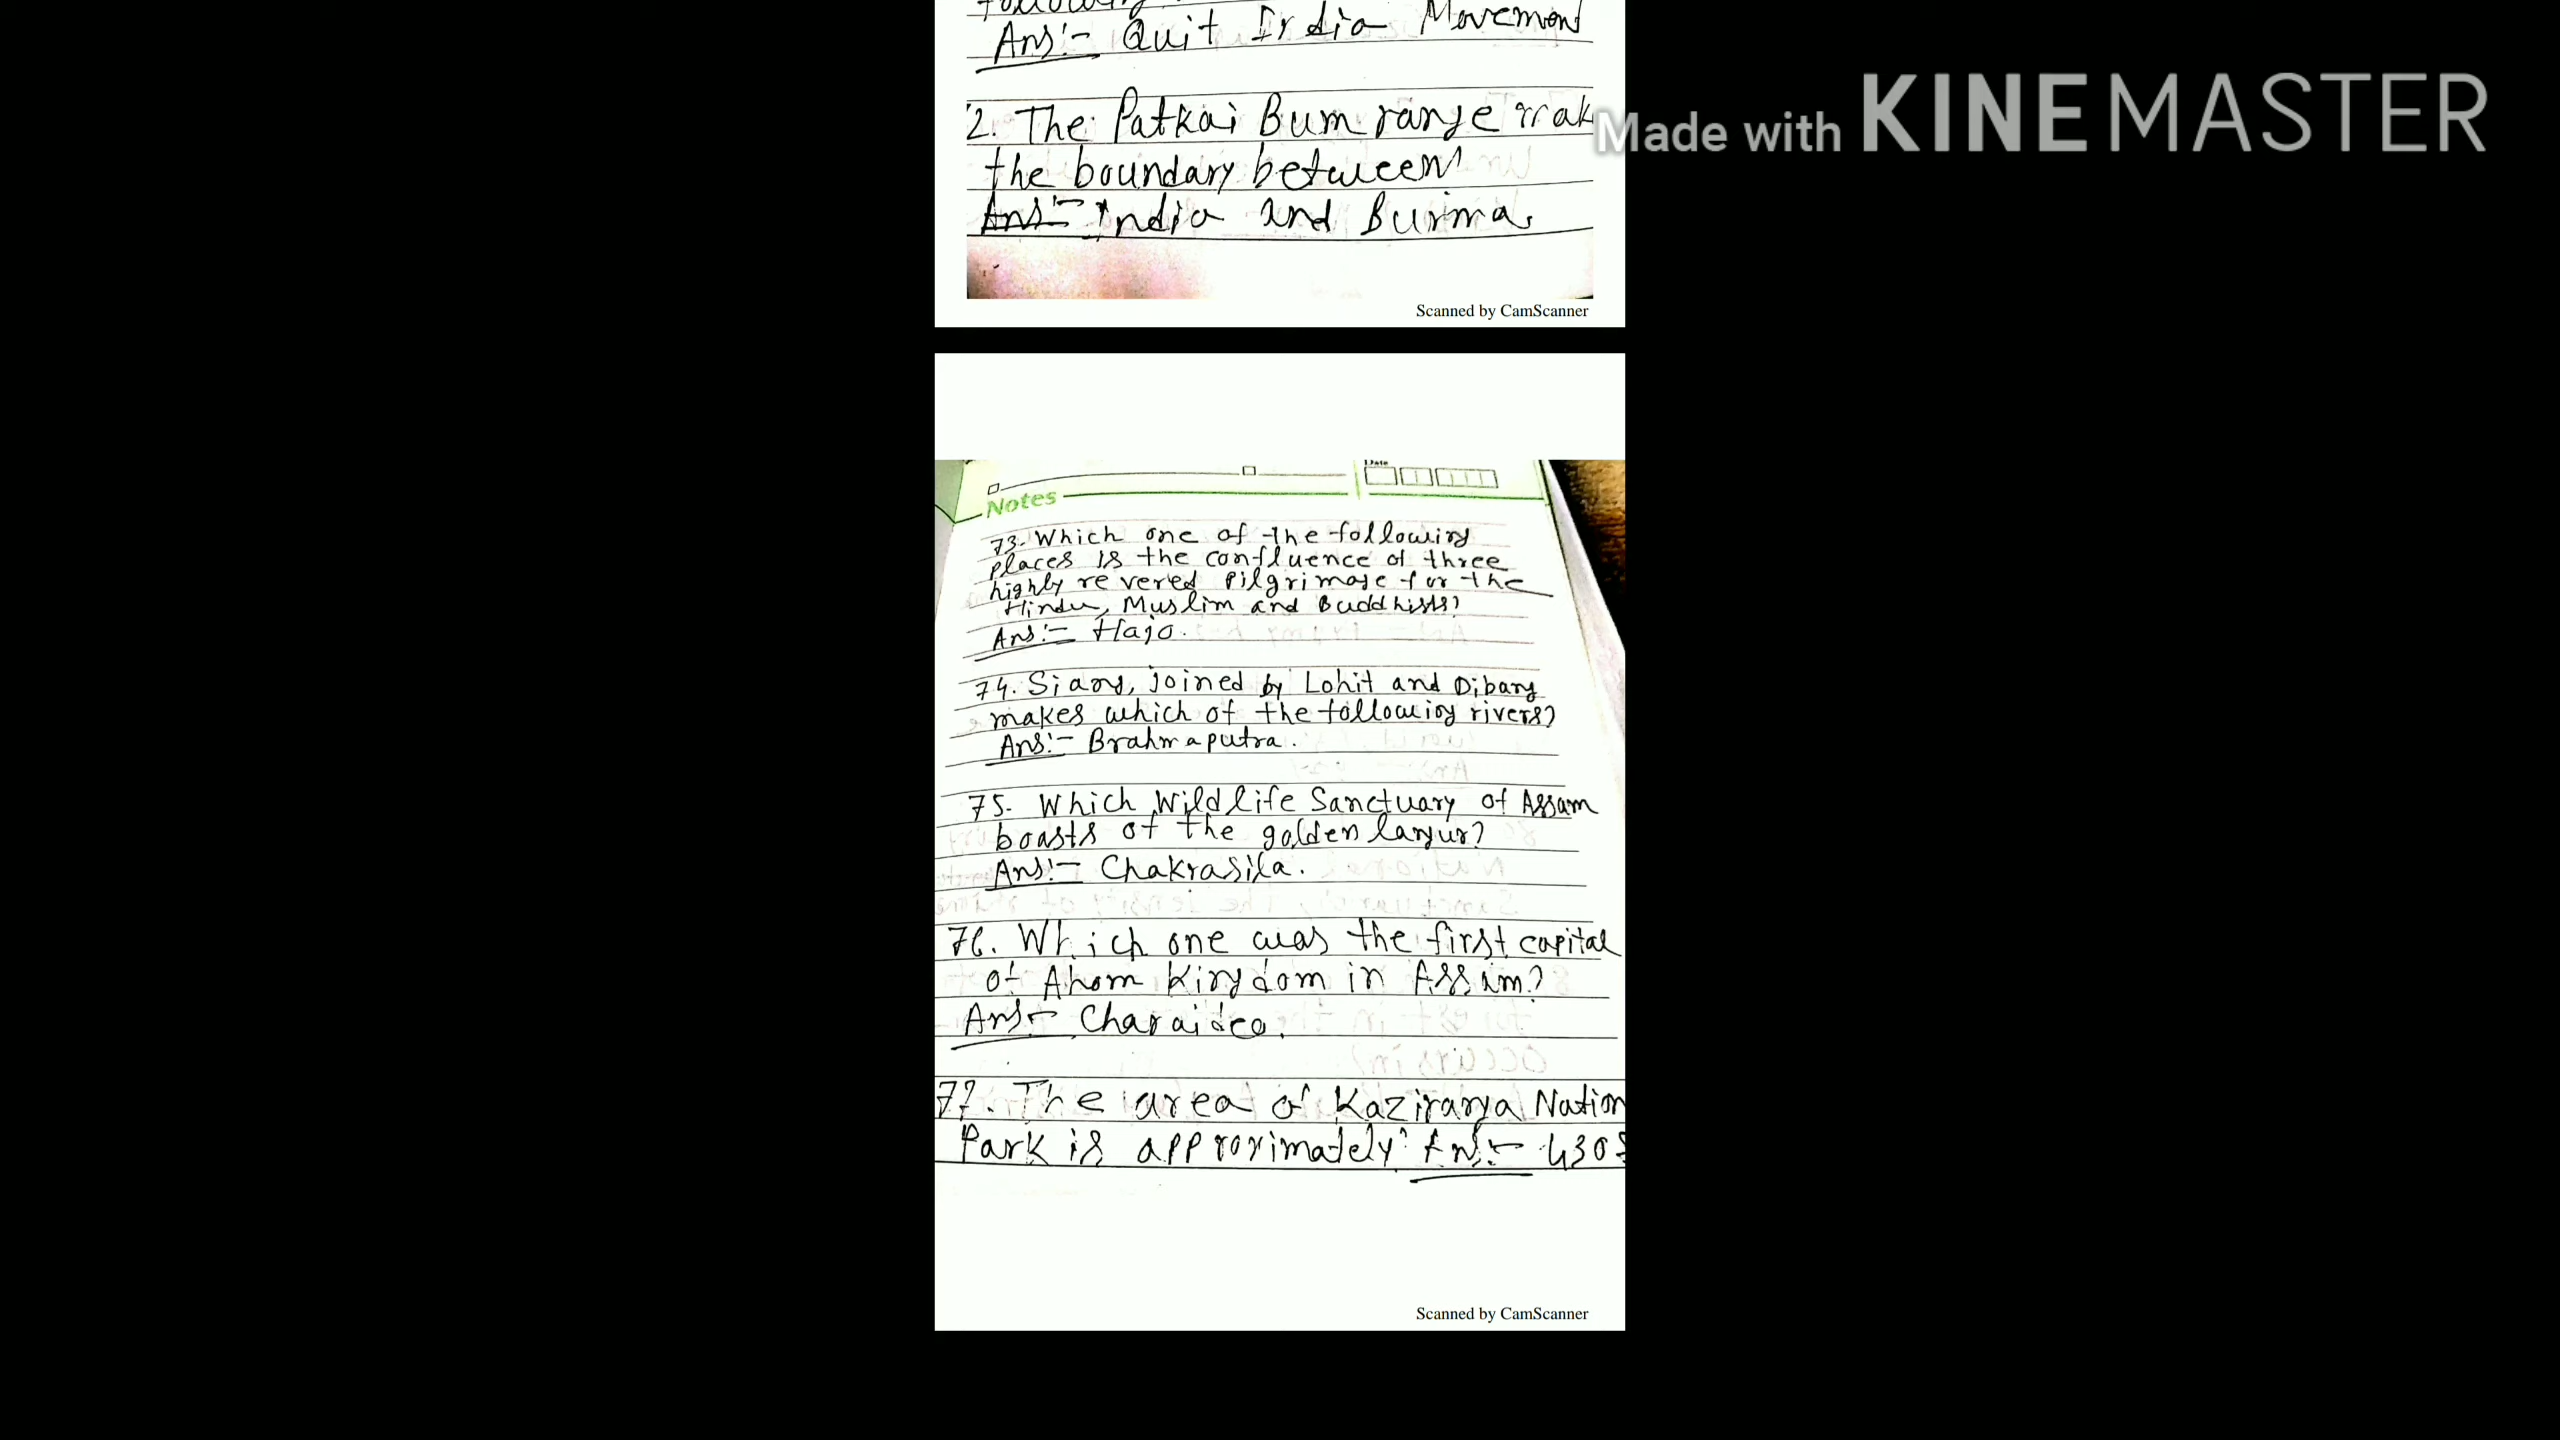 Ans:- Quit India Movement
2. The Patkai Bum range mak
the boundary between
Ans:- India and Burma.
Scanned by CamScanner
Made with KINEMASTER
Date
Notes
73. Which one of the following
places is the confluence of three
highly revered pilgrimage for the
Hindu, Muslim and Buddhists?
Ans:- Hajo.
74. Siang, joined by Lohit and Dibang
makes which of the following rivers?
Ans:- Brahmaputra.
75. Which Wildlife Sanctuary of Assam
boasts of the golden langur?
Ans:- Chakrasila.
76. Which one was the first capital
of Ahom Kingdom in Assam?
Ans:- Charaideo.
77. The area of Kaziranga Nation
Park is approximately? Ans:- 430
Scanned by CamScanner